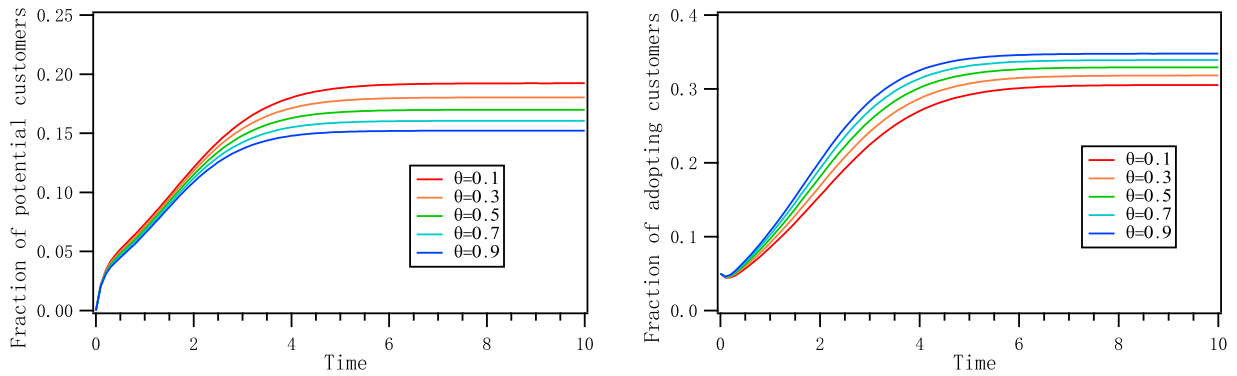 Fraction of potential customers
0.25
0.20
0.15
0.10
0.05
0.00
θ=0.1
θ=0.3
θ=0.5
θ=0.7
θ=0.9
0 2 4 6 8 10
Time
Fraction of adopting customers
0.4
0.3
0.2
0.1
0.0
θ=0.1
θ=0.3
θ=0.5
θ=0.7
θ=0.9
0 2 4 6 8 10
Time